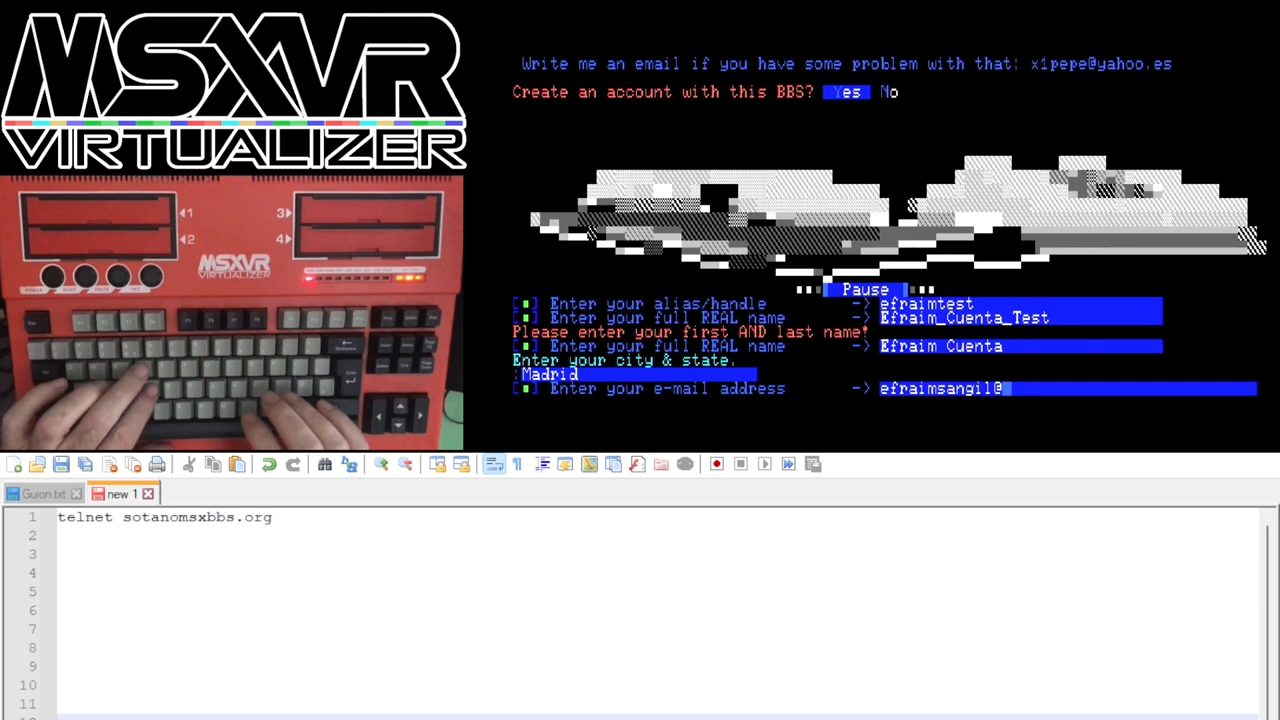 MSXVR
VIRTUALIZER
Write me an email if you have some problem with that: x1pepe@yahoo.es
Create an account with this BBS? Yes No
1
3
2
4
MSXVR
VIRTUALIZER
Pause
[■] Enter your alias/handle -> efraimtest
[■] Enter your full REAL name -> Efraim_Cuenta_Test
Please enter your first AND last name!
[■] Enter your full REAL name -> Efraim Cuenta
Enter your city & state.
:Madrid
[■] Enter your e-mail address -> efraimsangil@
Guion.txt
new 1
1 telnet sotanomsxbbs.org
2
3
4
5
6
7
8
9
10
11